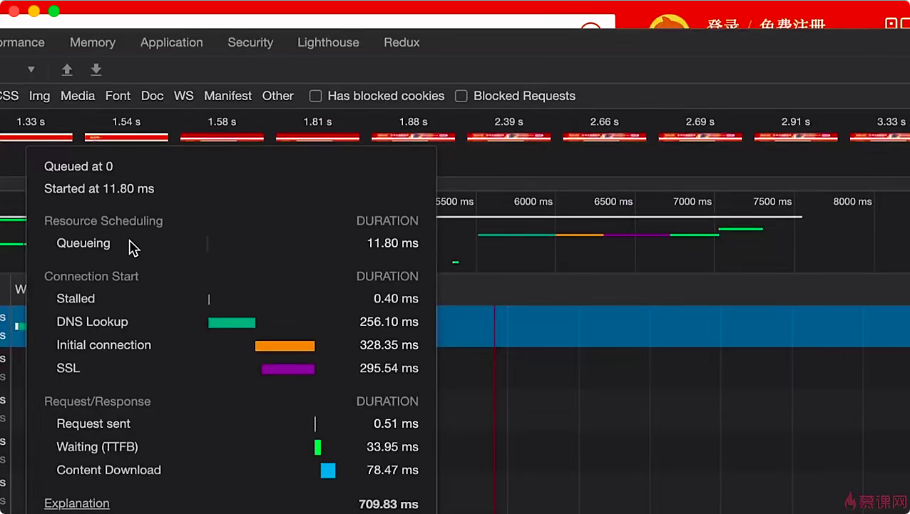 登录 / 免费注册
ormance Memory Application Security Lighthouse Redux
CSS Img Media Font Doc WS Manifest Other Has blocked cookies Blocked Requests
1.33 s 1.54 s 1.58 s 1.81 s 1.88 s 2.39 s 2.66 s 2.69 s 2.91 s 3.33 s
Queued at 0
Started at 11.80 ms
5500 ms 6000 ms 6500 ms 7000 ms 7500 ms 8000 ms
Resource Scheduling DURATION
Queueing 11.80 ms
Connection Start DURATION
W
Stalled 0.40 ms
DNS Lookup 256.10 ms
Initial connection 328.35 ms
SSL 295.54 ms
Request/Response DURATION
Request sent 0.51 ms
Waiting (TTFB) 33.95 ms
Content Download 78.47 ms
Explanation 709.83 ms
慕课网